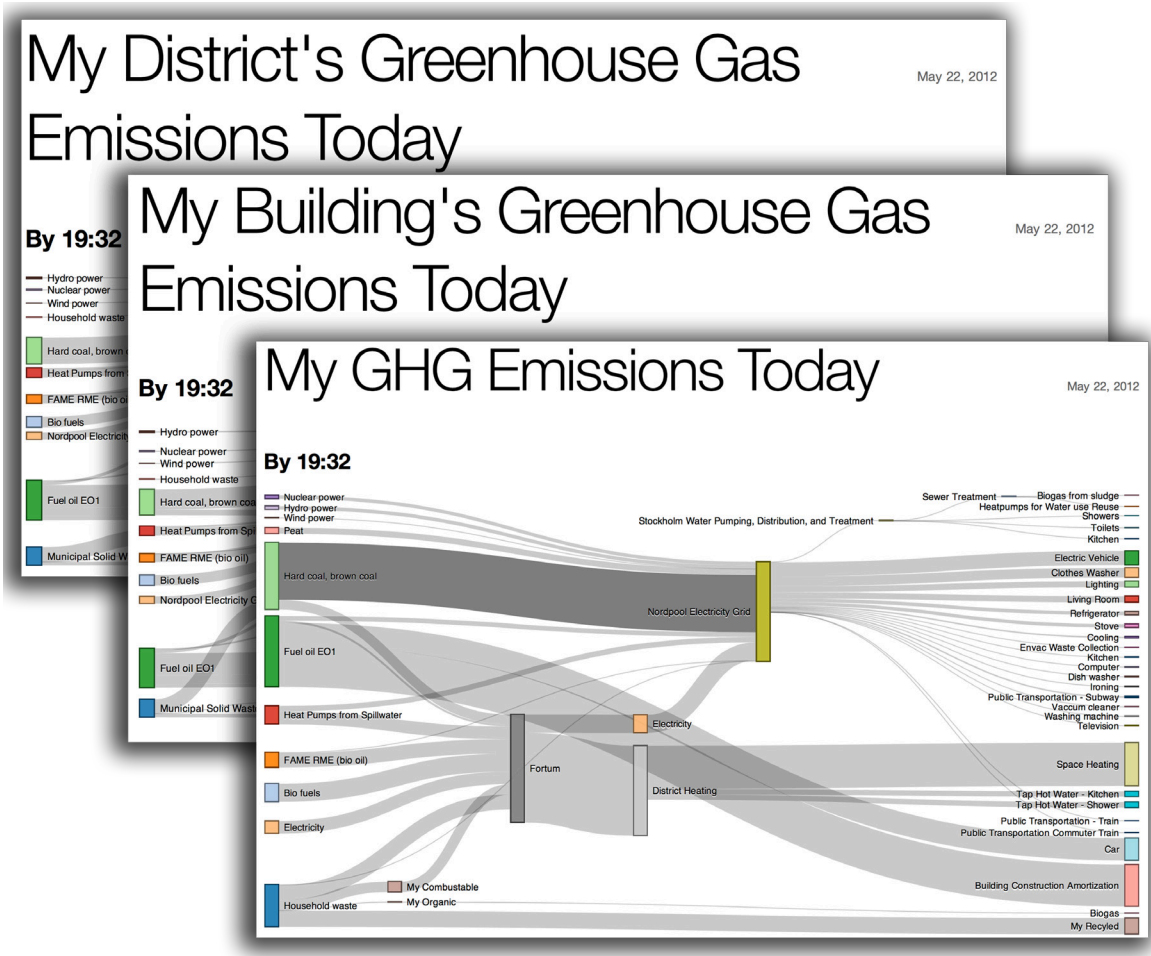 My District's Greenhouse Gas
Emissions Today
May 22, 2012
By 19:32
Hydro power
Nuclear power
Wind power
Household waste
Hard coal, brown
Heat Pumps from
FAME RME (bio oi
Bio fuels
Nordpool Electricity
Fuel oil EO1
Municipal Solid W
My Building's Greenhouse Gas
Emissions Today
May 22, 2012
By 19:32
Hydro power
Nuclear power
Wind power
Household waste
Hard coal, brown coa
Heat Pumps from Spi
FAME RME (bio oil)
Bio fuels
Nordpool Electricity G
Fuel oil EO1
Municipal Solid Wast
My GHG Emissions Today
May 22, 2012
By 19:32
Nuclear power
Hydro power
Wind power
Peat
Hard coal, brown coal
Fuel oil EO1
Heat Pumps from Spillwater
FAME RME (bio oil)
Bio fuels
Electricity
Household waste
My Combustable
My Organic
Fortum
Electricity
District Heating
Nordpool Electricity Grid
Stockholm Water Pumping, Distribution, and Treatment
Sewer Treatment
Biogas from sludge
Heatpumps for Water use Reuse
Showers
Toilets
Kitchen
Electric Vehicle
Clothes Washer
Lighting
Living Room
Refrigerator
Stove
Cooling
Envac Waste Collection
Kitchen
Computer
Dish washer
Ironing
Public Transportation - Subway
Vaccum cleaner
Washing machine
Television
Space Heating
Tap Hot Water - Kitchen
Tap Hot Water - Shower
Public Transportation - Train
Public Transportation Commuter Train
Car
Building Construction Amortization
Biogas
My Recyled